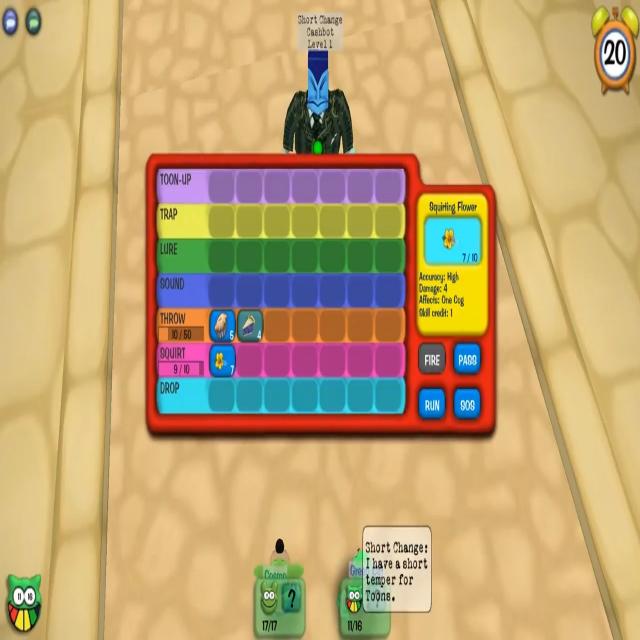 Short Change
Cashbot
Level 1
20
TOON-UP
TRAP
LURE
SOUND
THROW
10 / 50
5
4
SQUIRT
9 / 10
7
DROP
Squirting Flower
7 / 10
Accuracy: High
Damage: 4
Affects: One Cog
Skill credit: 1
FIRE
PASS
RUN
SOS
Short Change:
I have a short
temper for
Toons.
?
17/17
11/16
11
16